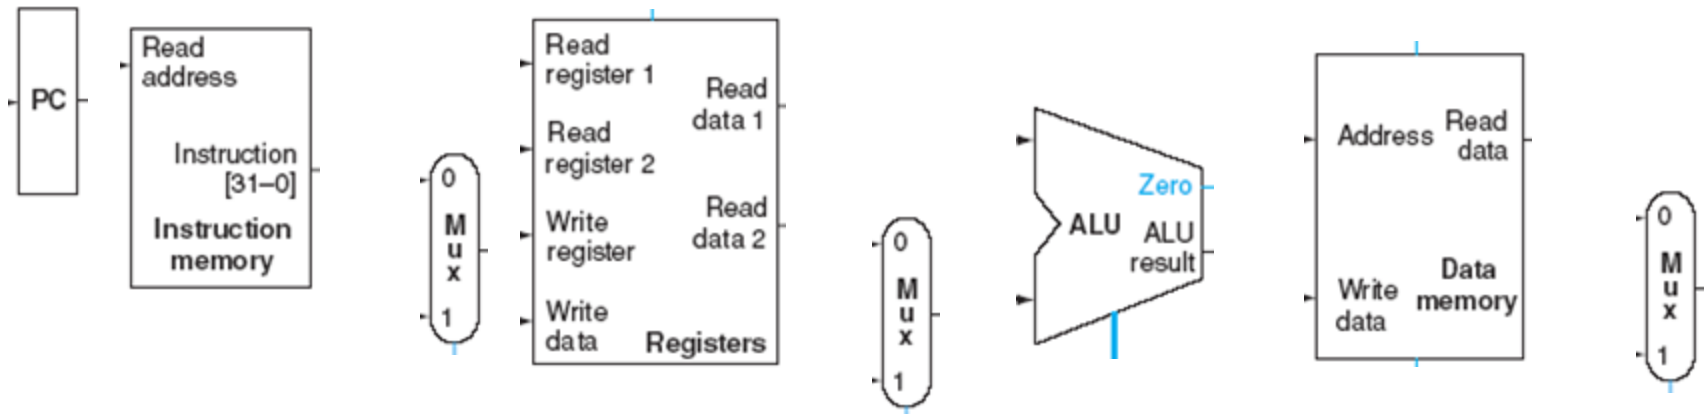 PC
Read
address
Instruction
[31–0]
Instruction
memory
0
M
u
x
1
Read
register 1
Read
register 2
Write
register
Write
data
Read
data 1
Read
data 2
Registers
0
M
u
x
1
Zero
ALU
ALU
result
Address
Read
data
Write
data
Data
memory
0
M
u
x
1